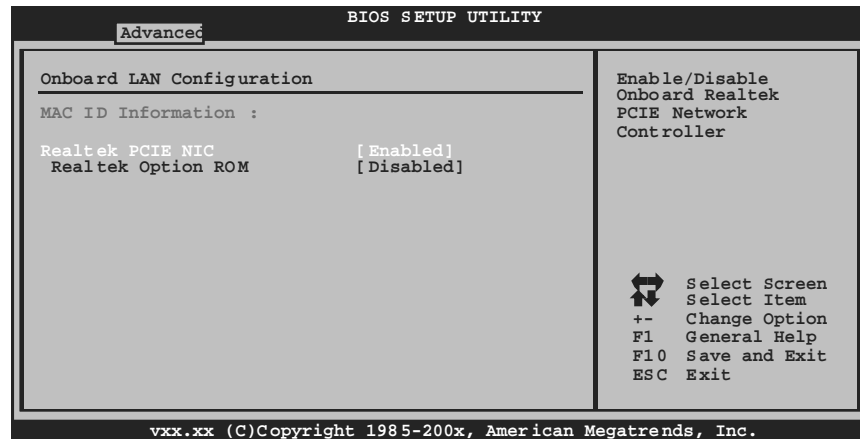 BIOS SETUP UTILITY
Advanced
Onboard LAN Configuration
MAC ID Information :
Realtek PCIE NIC [Enabled]
Realtek Option ROM [Disabled]
Enable/Disable
Onboard Realtek
PCIE Network
Controller
Select Screen
Select Item
+- Change Option
F1 General Help
F10 Save and Exit
ESC Exit
vxx.xx (C)Copyright 1985-200x, American Megatrends, Inc.